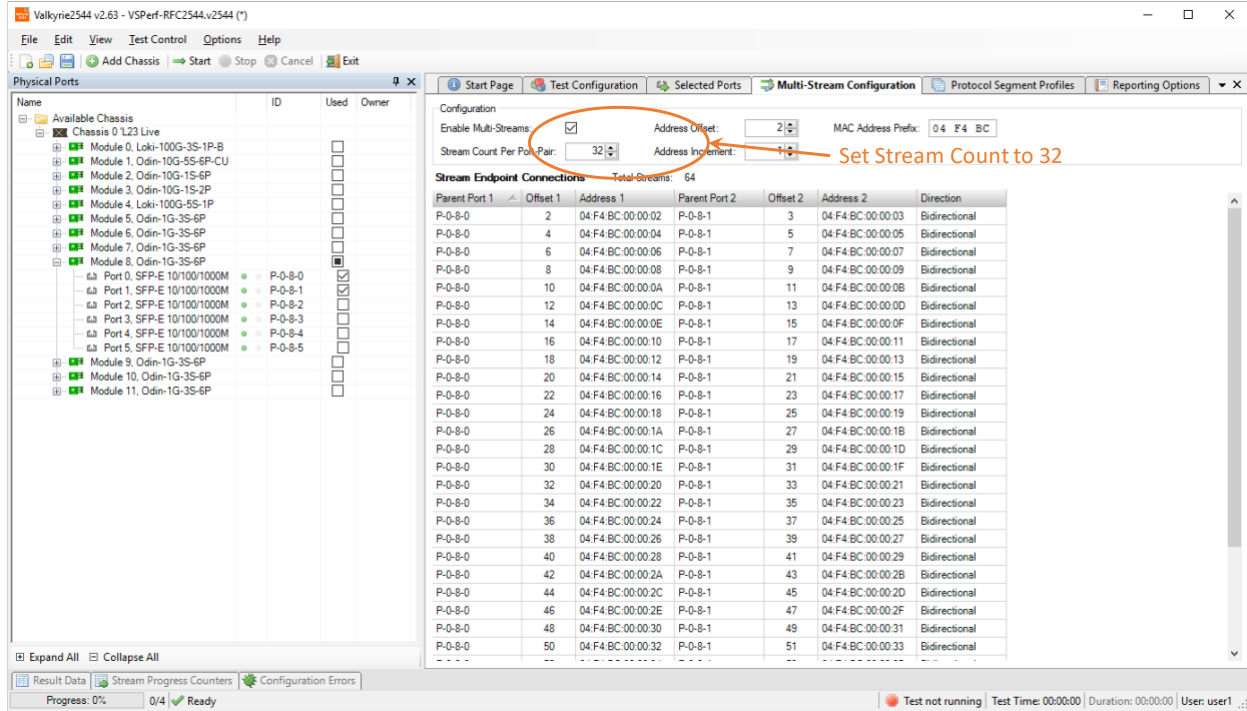 Valkyrie2544 v2.63 - VSPerf-RFC2544.v2544 (*)
File Edit View Test Control Options Help
Add Chassis Start Stop Cancel Exit
Physical Ports
Name ID Used Owner
Available Chassis
Chassis 0 'L23 Live
Module 0, Loki-100G-3S-1P-B
Module 1, Odin-10G-5S-6P-CU
Module 2, Odin-10G-1S-6P
Module 3, Odin-10G-1S-2P
Module 4, Loki-100G-5S-1P
Module 5, Odin-1G-3S-6P
Module 6, Odin-1G-3S-6P
Module 7, Odin-1G-3S-6P
Module 8, Odin-1G-3S-6P
Port 0, SFP-E 10/100/1000M P-0-8-0
Port 1, SFP-E 10/100/1000M P-0-8-1
Port 2, SFP-E 10/100/1000M P-0-8-2
Port 3, SFP-E 10/100/1000M P-0-8-3
Port 4, SFP-E 10/100/1000M P-0-8-4
Port 5, SFP-E 10/100/1000M P-0-8-5
Module 9, Odin-1G-3S-6P
Module 10, Odin-1G-3S-6P
Module 11, Odin-1G-3S-6P
Expand All Collapse All
Start Page Test Configuration Selected Ports Multi-Stream Configuration Protocol Segment Profiles Reporting Options
Configuration
Enable Multi-Streams: Address Offset: 2 MAC Address Prefix: 04 F4 BC
Stream Count Per Port-Pair: 32 Address Increment: 1
Set Stream Count to 32
Stream Endpoint Connections Total Streams: 64
Parent Port 1 Offset 1 Address 1 Parent Port 2 Offset 2 Address 2 Direction
P-0-8-0 2 04:F4:BC:00:00:02 P-0-8-1 3 04:F4:BC:00:00:03 Bidirectional
P-0-8-0 4 04:F4:BC:00:00:04 P-0-8-1 5 04:F4:BC:00:00:05 Bidirectional
P-0-8-0 6 04:F4:BC:00:00:06 P-0-8-1 7 04:F4:BC:00:00:07 Bidirectional
P-0-8-0 8 04:F4:BC:00:00:08 P-0-8-1 9 04:F4:BC:00:00:09 Bidirectional
P-0-8-0 10 04:F4:BC:00:00:0A P-0-8-1 11 04:F4:BC:00:00:0B Bidirectional
P-0-8-0 12 04:F4:BC:00:00:0C P-0-8-1 13 04:F4:BC:00:00:0D Bidirectional
P-0-8-0 14 04:F4:BC:00:00:0E P-0-8-1 15 04:F4:BC:00:00:0F Bidirectional
P-0-8-0 16 04:F4:BC:00:00:10 P-0-8-1 17 04:F4:BC:00:00:11 Bidirectional
P-0-8-0 18 04:F4:BC:00:00:12 P-0-8-1 19 04:F4:BC:00:00:13 Bidirectional
P-0-8-0 20 04:F4:BC:00:00:14 P-0-8-1 21 04:F4:BC:00:00:15 Bidirectional
P-0-8-0 22 04:F4:BC:00:00:16 P-0-8-1 23 04:F4:BC:00:00:17 Bidirectional
P-0-8-0 24 04:F4:BC:00:00:18 P-0-8-1 25 04:F4:BC:00:00:19 Bidirectional
P-0-8-0 26 04:F4:BC:00:00:1A P-0-8-1 27 04:F4:BC:00:00:1B Bidirectional
P-0-8-0 28 04:F4:BC:00:00:1C P-0-8-1 29 04:F4:BC:00:00:1D Bidirectional
P-0-8-0 30 04:F4:BC:00:00:1E P-0-8-1 31 04:F4:BC:00:00:1F Bidirectional
P-0-8-0 32 04:F4:BC:00:00:20 P-0-8-1 33 04:F4:BC:00:00:21 Bidirectional
P-0-8-0 34 04:F4:BC:00:00:22 P-0-8-1 35 04:F4:BC:00:00:23 Bidirectional
P-0-8-0 36 04:F4:BC:00:00:24 P-0-8-1 37 04:F4:BC:00:00:25 Bidirectional
P-0-8-0 38 04:F4:BC:00:00:26 P-0-8-1 39 04:F4:BC:00:00:27 Bidirectional
P-0-8-0 40 04:F4:BC:00:00:28 P-0-8-1 41 04:F4:BC:00:00:29 Bidirectional
P-0-8-0 42 04:F4:BC:00:00:2A P-0-8-1 43 04:F4:BC:00:00:2B Bidirectional
P-0-8-0 44 04:F4:BC:00:00:2C P-0-8-1 45 04:F4:BC:00:00:2D Bidirectional
P-0-8-0 46 04:F4:BC:00:00:2E P-0-8-1 47 04:F4:BC:00:00:2F Bidirectional
P-0-8-0 48 04:F4:BC:00:00:30 P-0-8-1 49 04:F4:BC:00:00:31 Bidirectional
P-0-8-0 50 04:F4:BC:00:00:32 P-0-8-1 51 04:F4:BC:00:00:33 Bidirectional
Result Data Stream Progress Counters Configuration Errors
Progress: 0% 0/4 Ready Test not running Test Time: 00:00:00 Duration: 00:00:00 User: user1